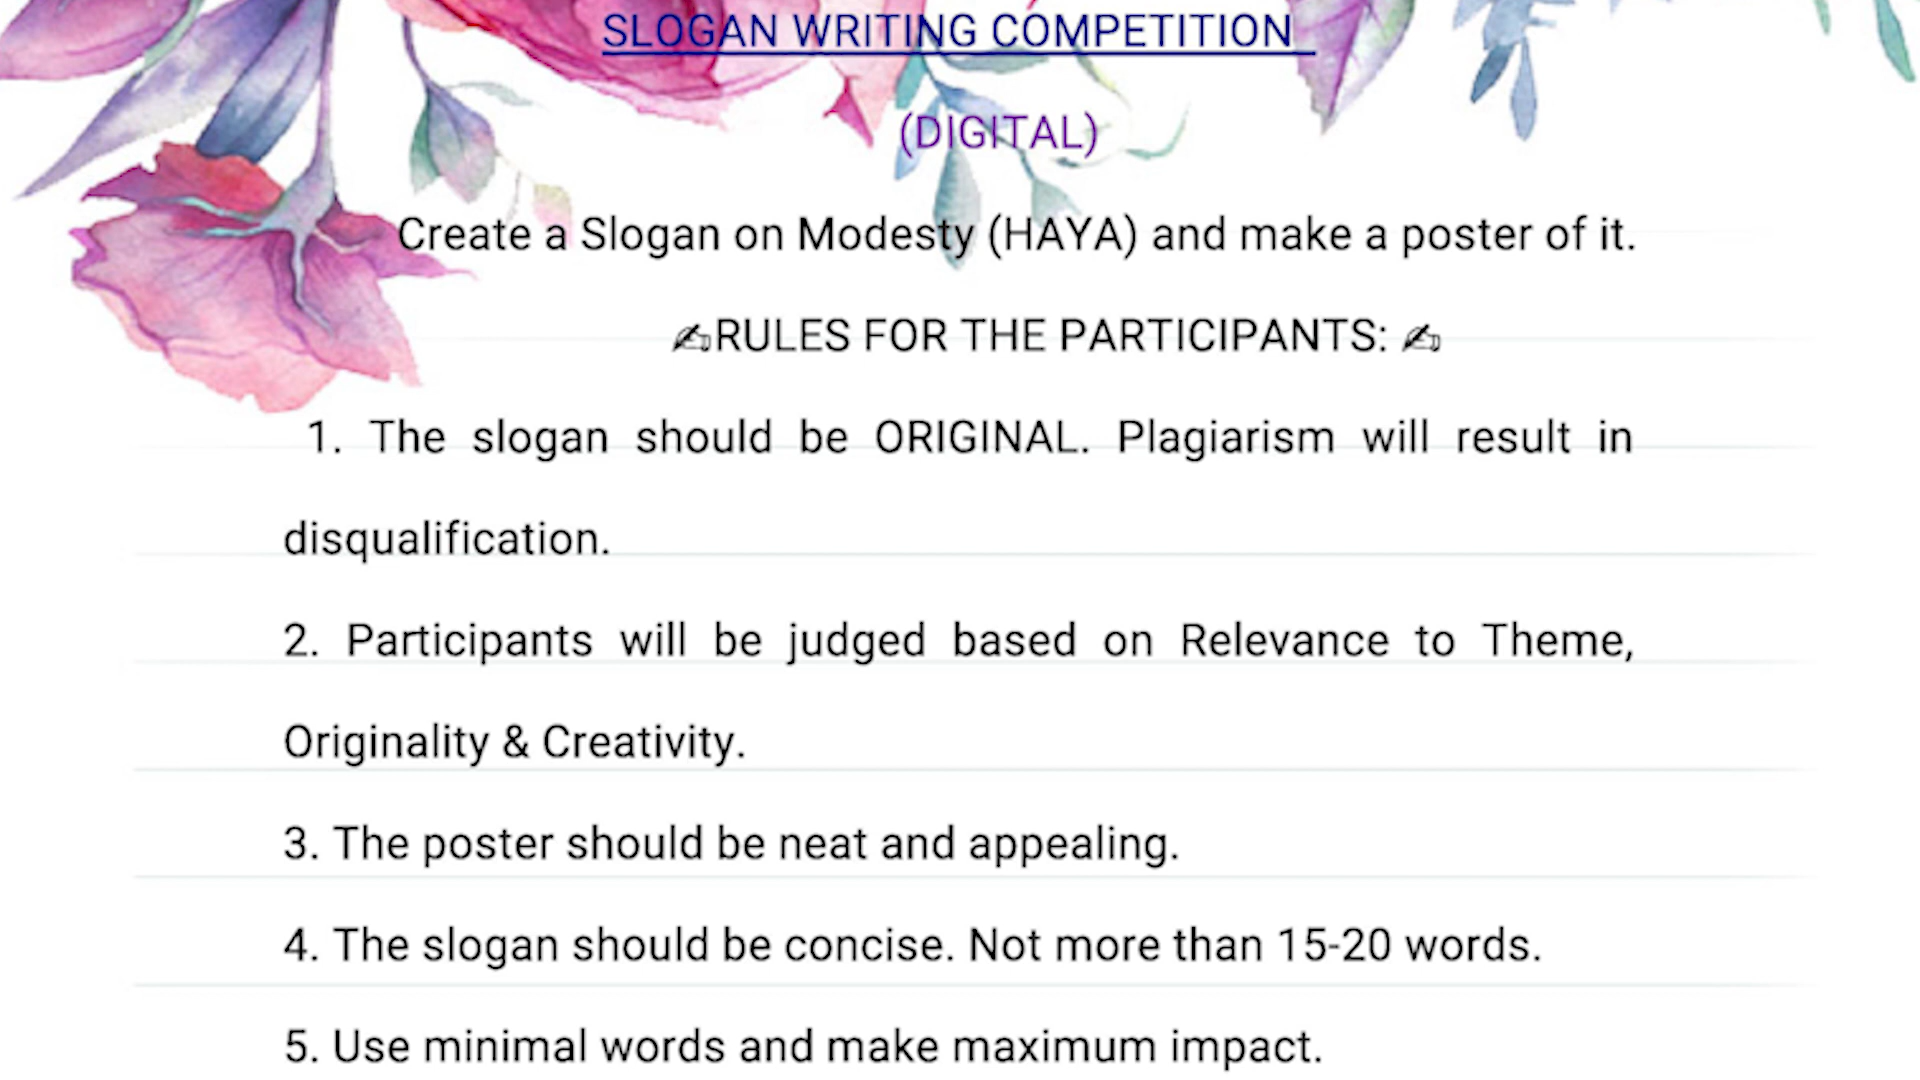 SLOGAN WRITING COMPETITION
(DIGITAL)
Create a Slogan on Modesty (HAYA) and make a poster of it.
✍RULES FOR THE PARTICIPANTS: ✍
1. The slogan should be ORIGINAL. Plagiarism will result in
disqualification.
2. Participants will be judged based on Relevance to Theme,
Originality & Creativity.
3. The poster should be neat and appealing.
4. The slogan should be concise. Not more than 15-20 words.
5. Use minimal words and make maximum impact.